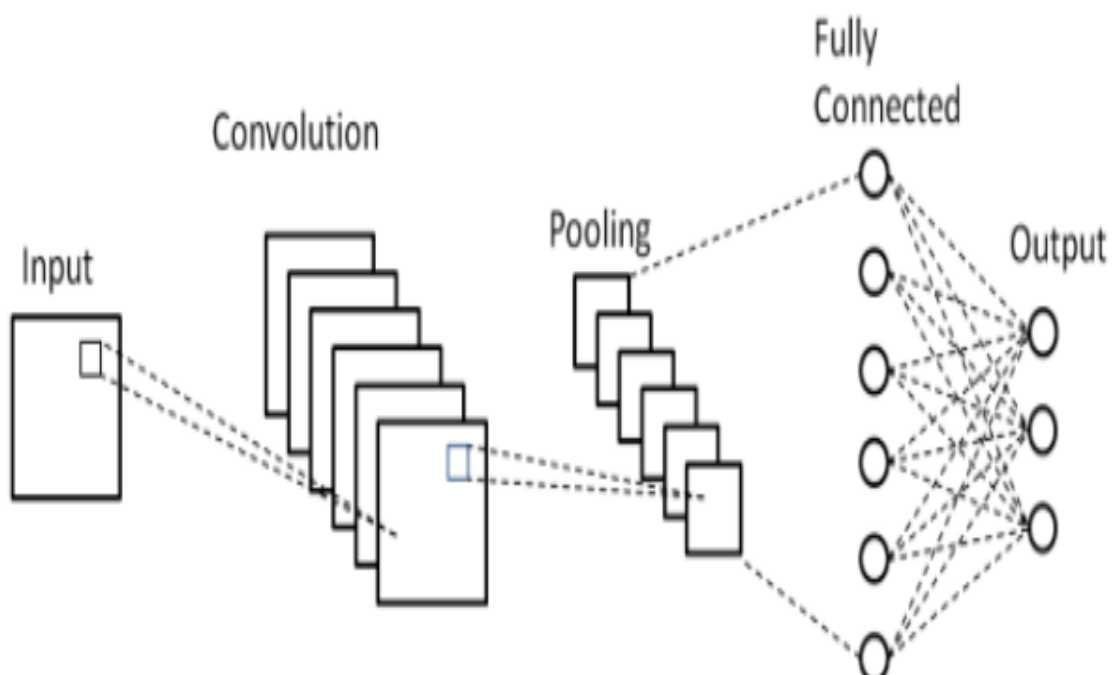 Input
Convolution
Pooling
Fully
Connected
Output